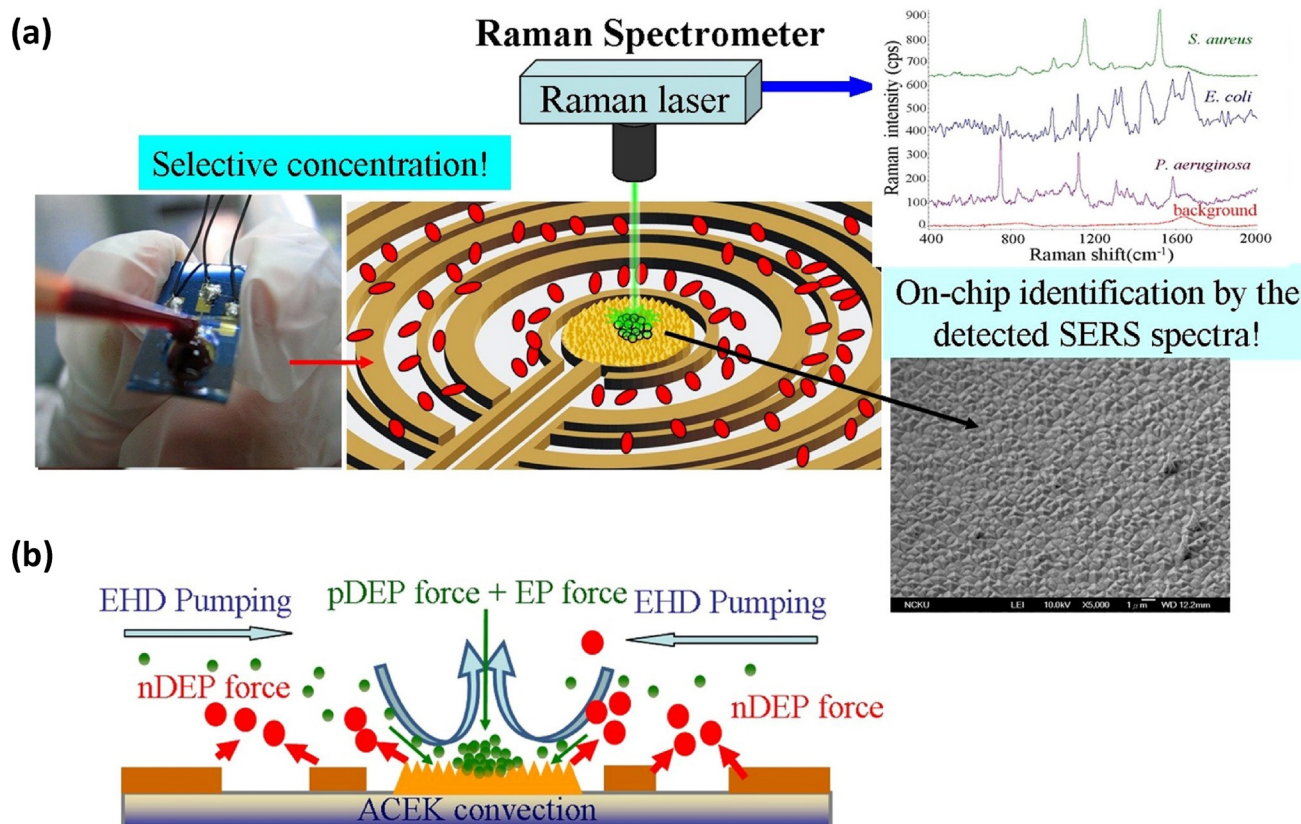 (a)
Raman Spectrometer
Raman laser
Selective concentration!
Raman intensity (cps)
900
800
700
600
500
400
300
200
100
0
S. aureus
E. coli
P. aeruginosa
background
400
800
1200
1600
2000
Raman shift(cm⁻¹)
On-chip identification by the
detected SERS spectra!
NCKU
LEI 10.0kV X5,000 1μm WD 12.2mm
(b)
pDEP force + EP force
EHD Pumping
EHD Pumping
nDEP force
nDEP force
ACEK convection